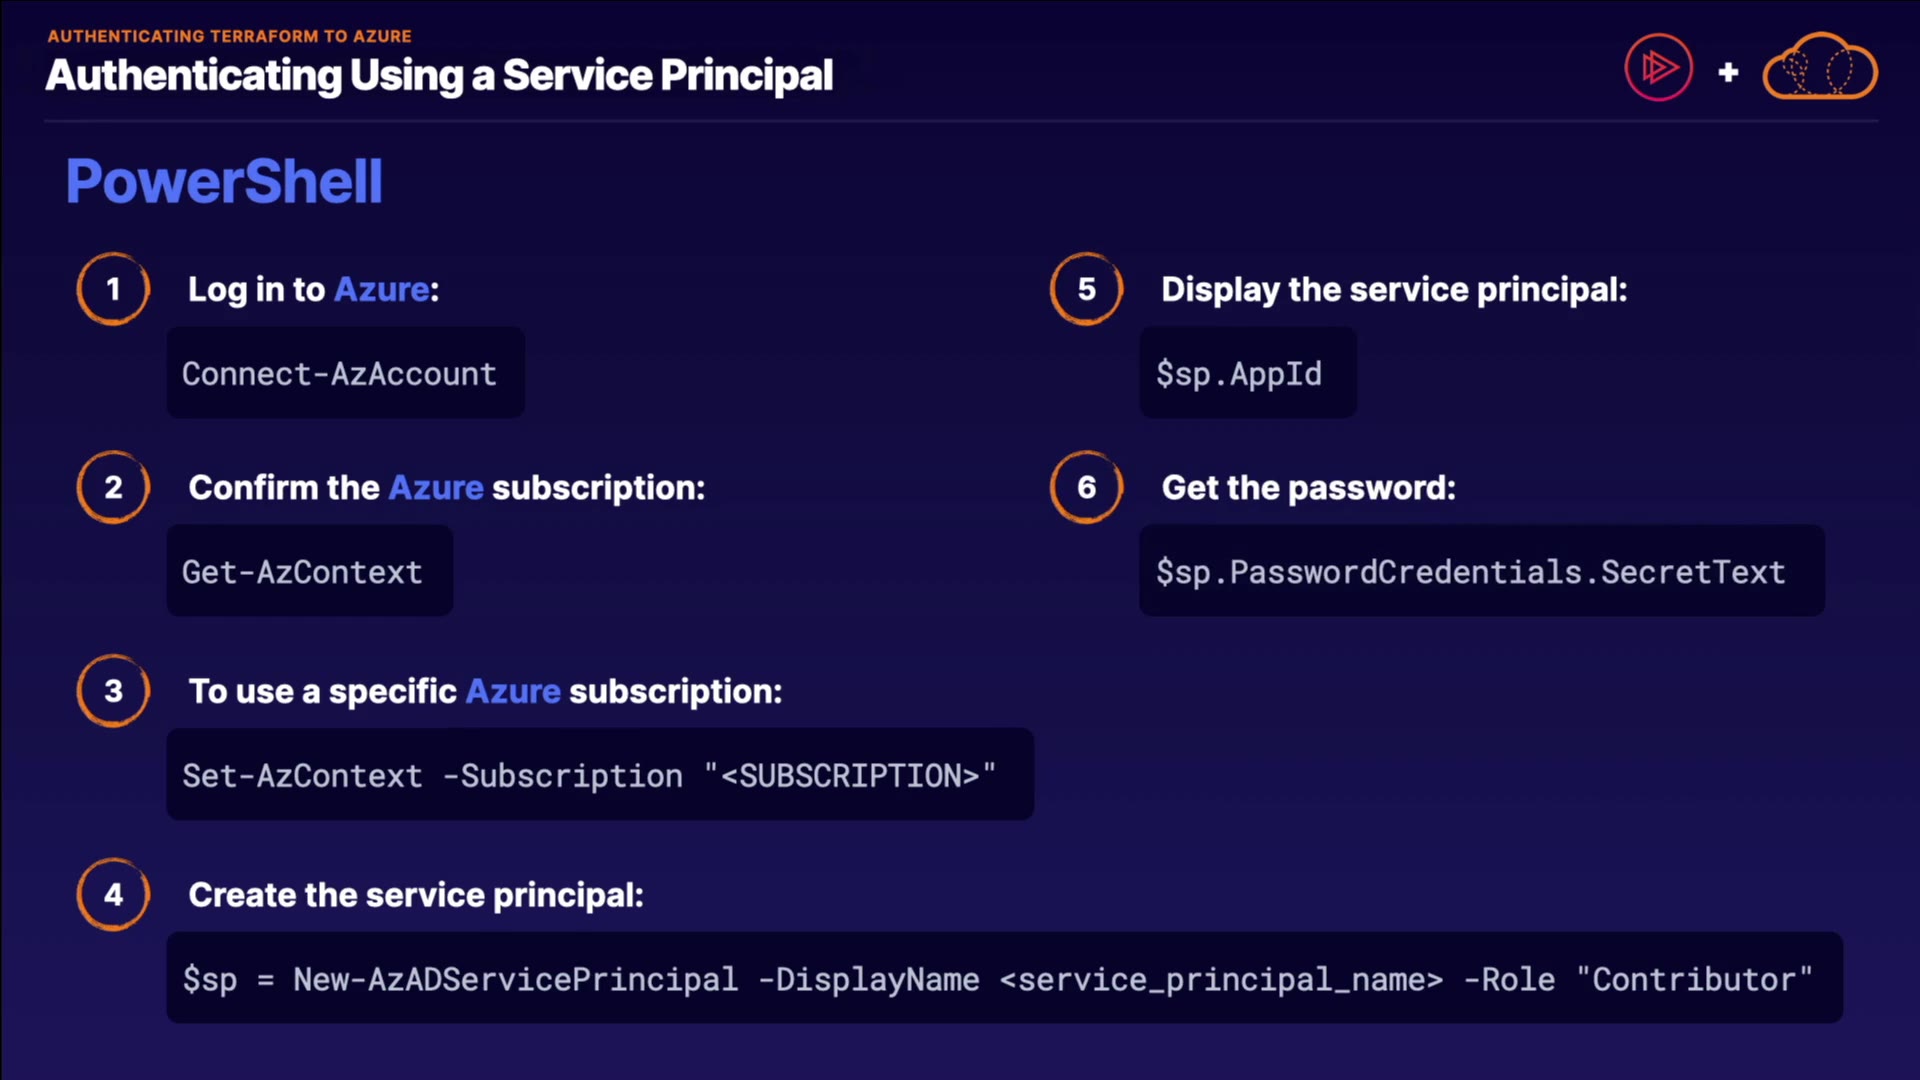 AUTHENTICATING TERRAFORM TO AZURE
Authenticating Using a Service Principal
+
PowerShell
1
Log in to Azure:
Connect-AzAccount
2
Confirm the Azure subscription:
Get-AzContext
3
To use a specific Azure subscription:
Set-AzContext -Subscription "<SUBSCRIPTION>"
4
Create the service principal:
$sp = New-AzADServicePrincipal -DisplayName <service_principal_name> -Role "Contributor"
5
Display the service principal:
$sp.AppId
6
Get the password:
$sp.PasswordCredentials.SecretText